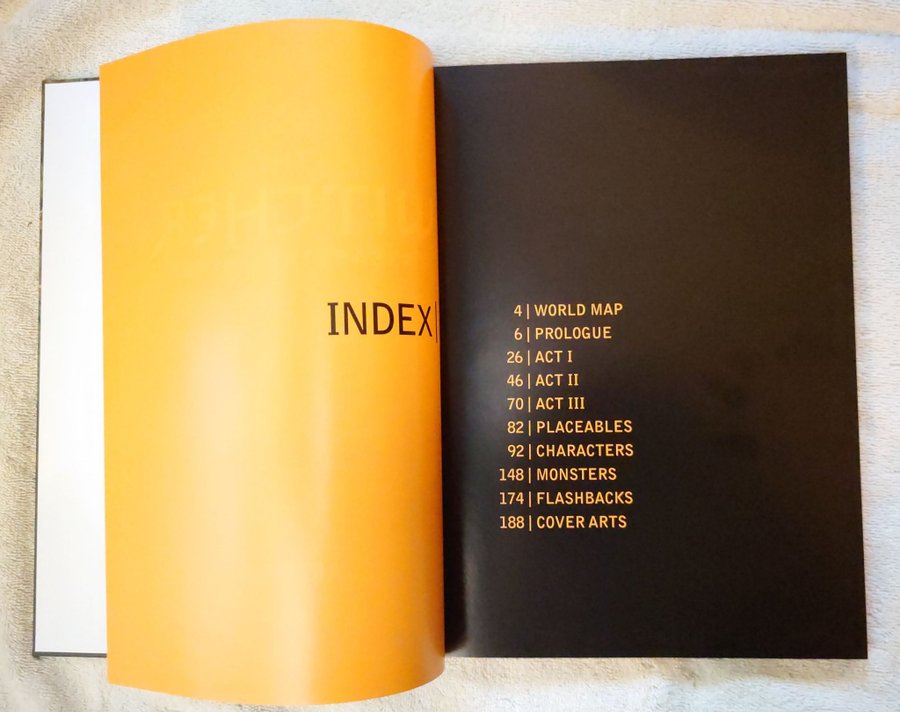 INDEX|
4 | WORLD MAP
6 | PROLOGUE
26 | ACT I
46 | ACT II
70 | ACT III
82 | PLACEABLES
92 | CHARACTERS
148 | MONSTERS
174 | FLASHBACKS
188 | COVER ARTS